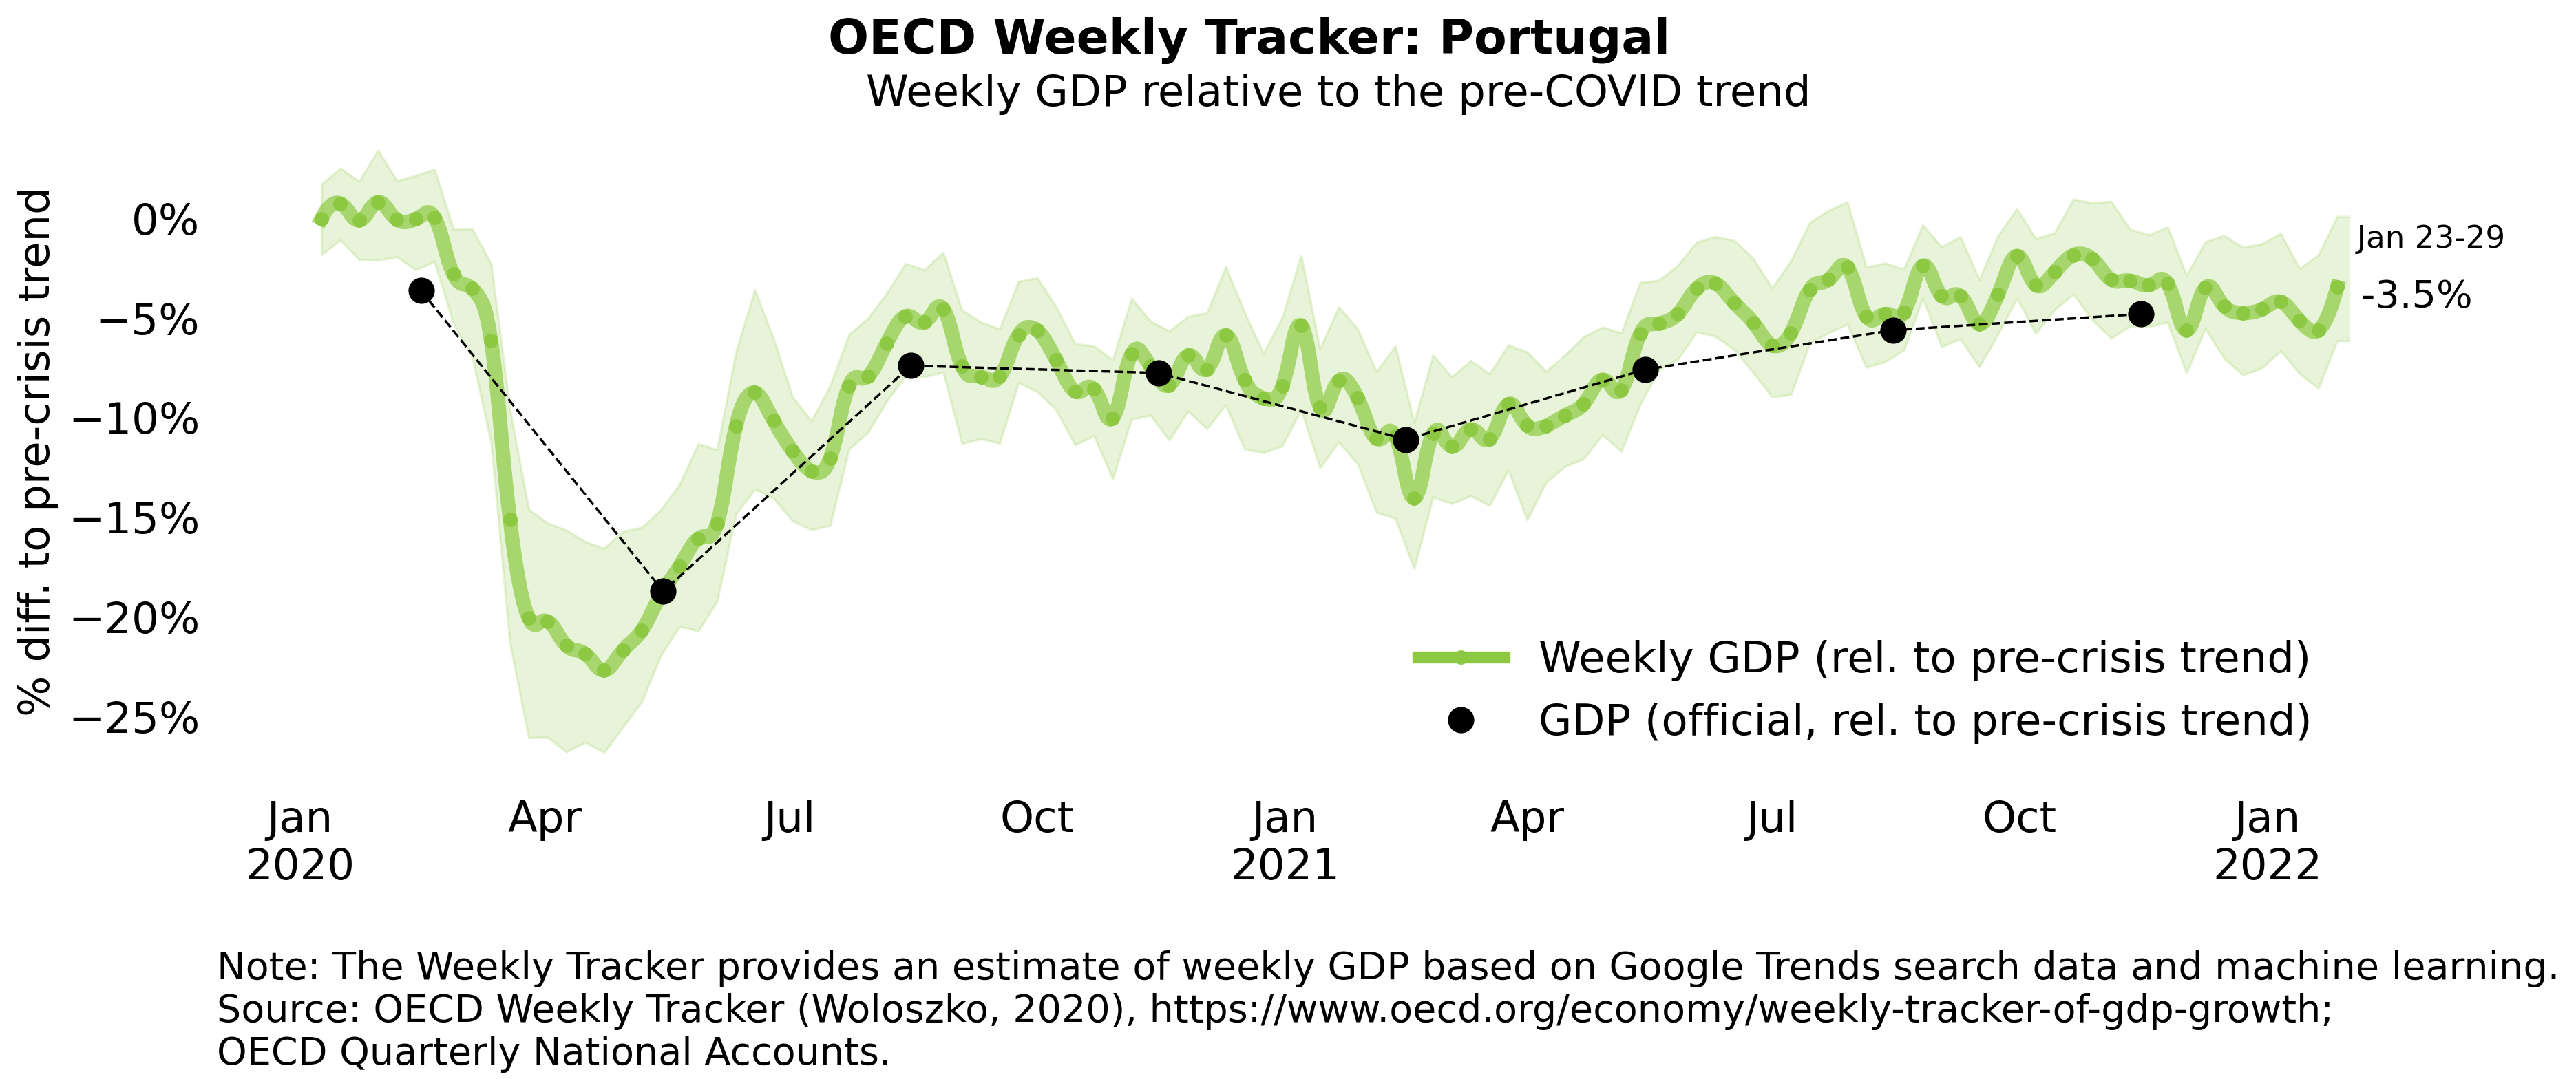 OECD Weekly Tracker: Portugal
Weekly GDP relative to the pre-COVID trend
% diff. to pre-crisis trend
0%
−5%
−10%
−15%
−20%
−25%
Jan 23-29
-3.5%
Weekly GDP (rel. to pre-crisis trend)
GDP (official, rel. to pre-crisis trend)
Jan Apr Jul Oct Jan Apr Jul Oct Jan
2020 2021 2022
Note: The Weekly Tracker provides an estimate of weekly GDP based on Google Trends search data and machine learning.
Source: OECD Weekly Tracker (Woloszko, 2020), https://www.oecd.org/economy/weekly-tracker-of-gdp-growth;
OECD Quarterly National Accounts.